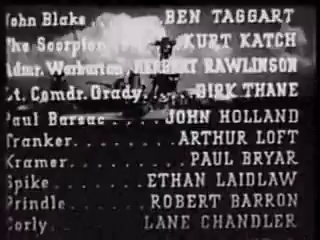 John Blake ........ BEN TAGGART
The Scorpion ..... KURT KATCH
Admr. Warburton, HERBERT RAWLINSON
Lt. Comdr. Grady ..... DIRK THANE
Paul Barsac .... JOHN HOLLAND
Tranker ........ ARTHUR LOFT
Kramer ......... PAUL BRYAR
Spike ....... ETHAN LAIDLAW
Prindle ...... ROBERT BARRON
Corly ....... LANE CHANDLER